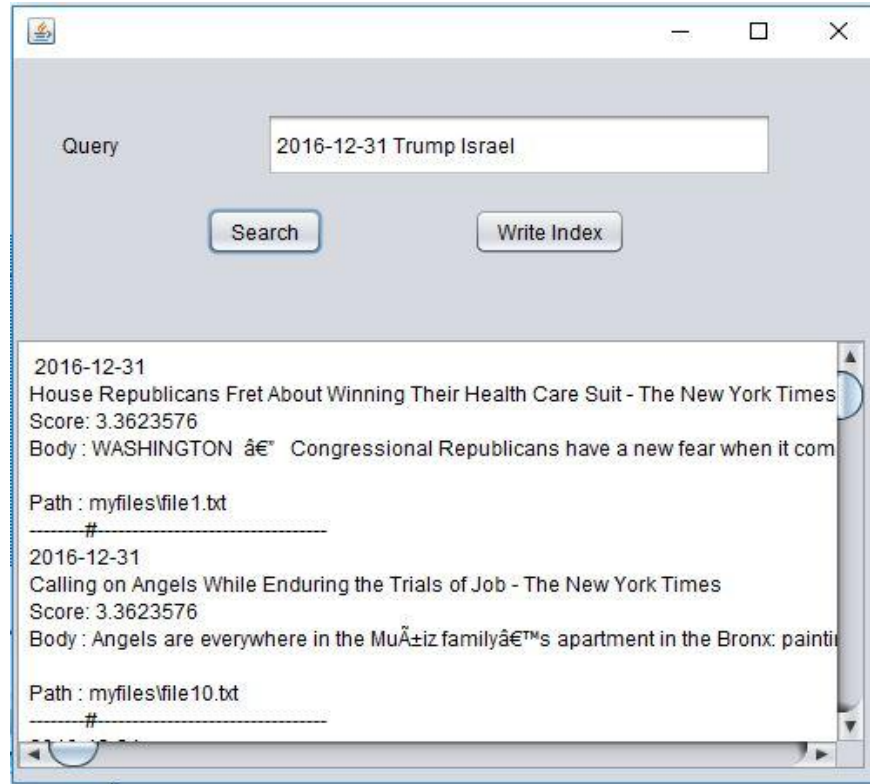 Query
2016-12-31 Trump Israel
Search
Write Index
2016-12-31
House Republicans Fret About Winning Their Health Care Suit - The New York Times
Score: 3.3623576
Body : WASHINGTON â€” Congressional Republicans have a new fear when it com
Path : myfiles\file1.txt
--------#---------------------------------
2016-12-31
Calling on Angels While Enduring the Trials of Job - The New York Times
Score: 3.3623576
Body : Angels are everywhere in the MuÃ±iz familyâ€™s apartment in the Bronx: paintin
Path : myfiles\file10.txt
--------#---------------------------------